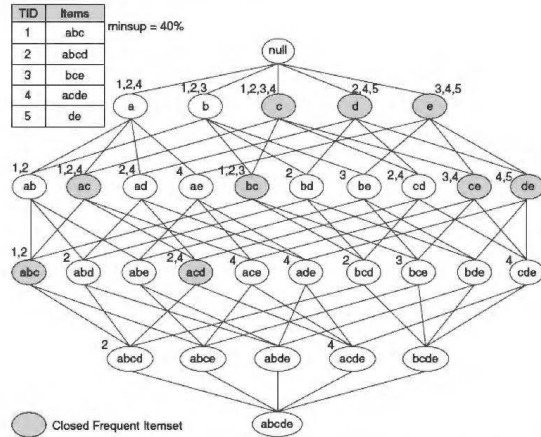 TID Items
1 abc
2 abcd
3 bce
4 acde
5 de
minsup = 40%
null
1,2,4 1,2,3 1,2,3,4 2,4,5 3,4,5
a b c d e
1,2 1,2,4 2,4 4 1,2,3 2 3 2,4 3,4 4,5
ab ac ad ae bc bd be cd ce de
1,2 2 2,4 4 4 2 3 4
abc abd abe acd ace ade bcd bce bde cde
2 4
abcd abce abde acde bcde
abcde
Closed Frequent Itemset